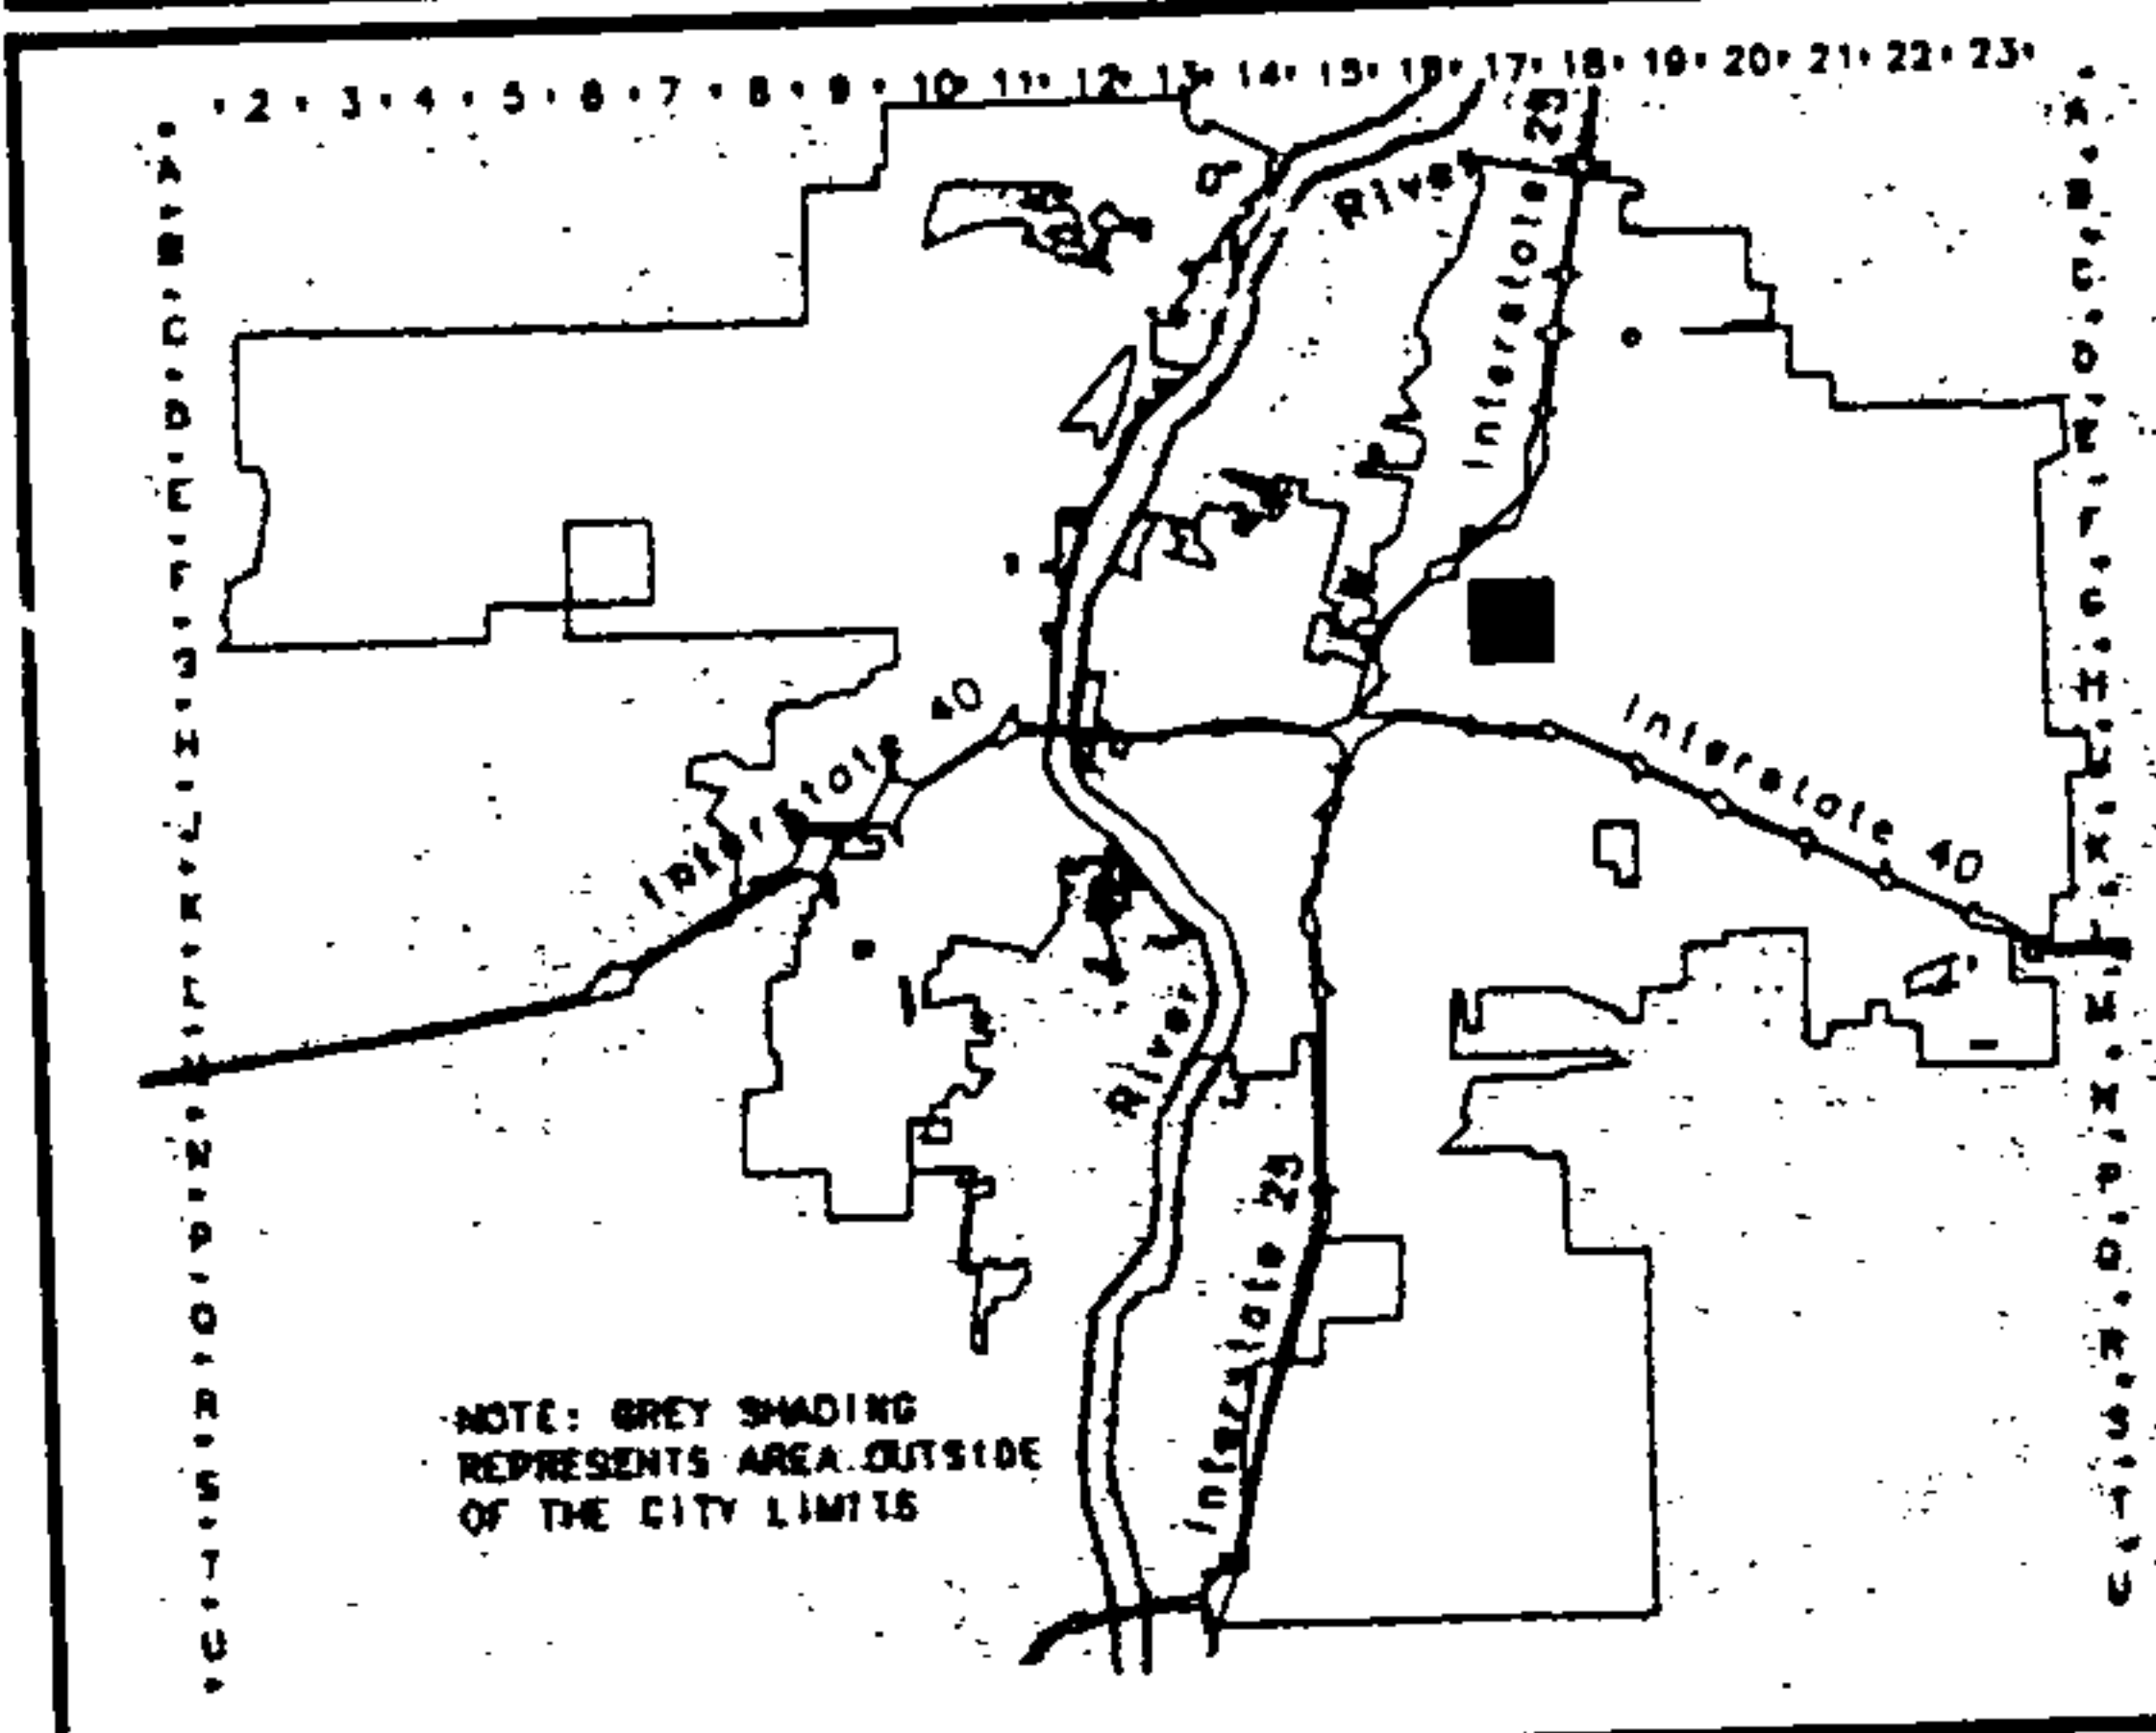 2 3 4 5 6 7 8 9 10 11 12 13 14 15 16 17 18 19 20 21 22 23
A
B
C
D
E
F
G
H
J
K
L
M
N
P
Q
R
S
T
U
River
Interstate 25
Interstate 40
Interstate 40
River
Interstate 25
NOTE: GREY SHADING
REPRESENTS AREA OUTSIDE
OF THE CITY LIMITS
A
B
C
D
E
F
G
H
J
K
L
M
N
P
Q
R
S
T
U